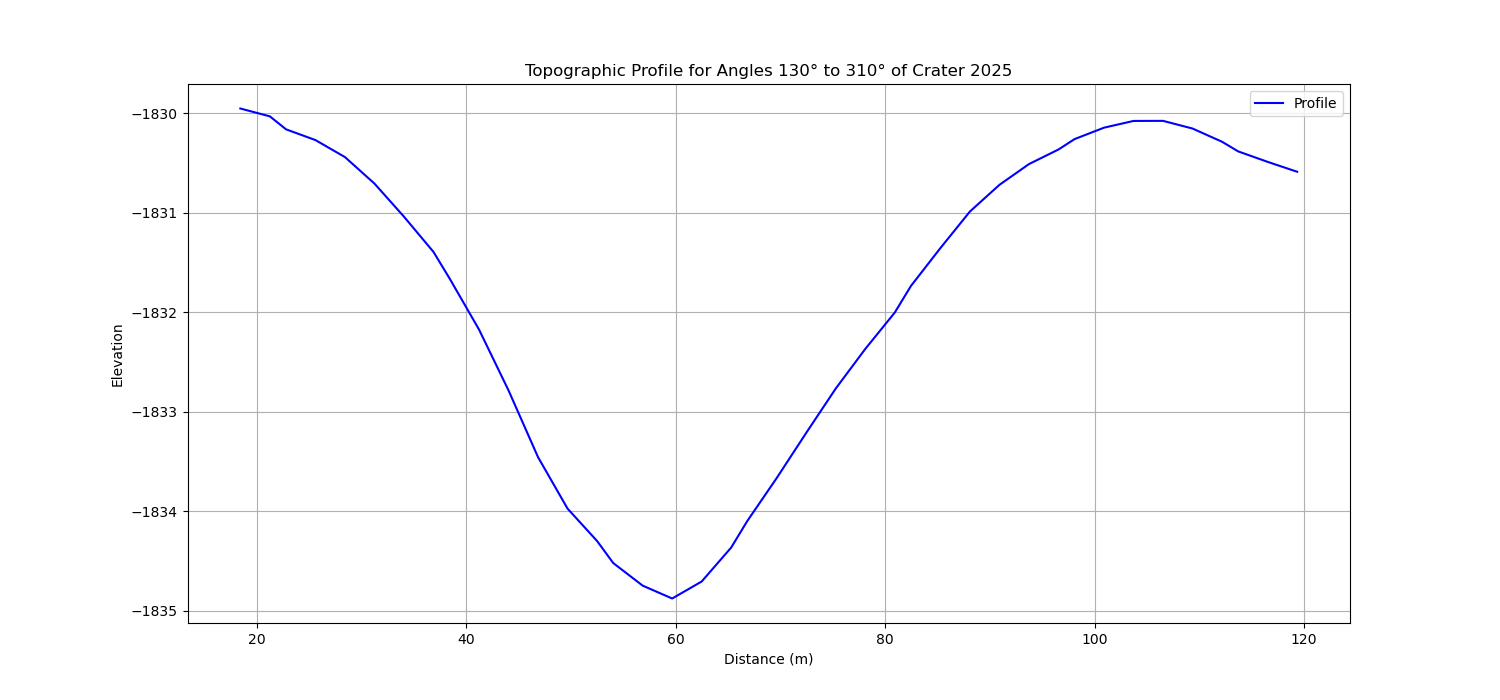 Topographic Profile for Angles 130° to 310° of Crater 2025
Profile
Elevation
−1830
−1831
−1832
−1833
−1834
−1835
20 40 60 80 100 120
Distance (m)